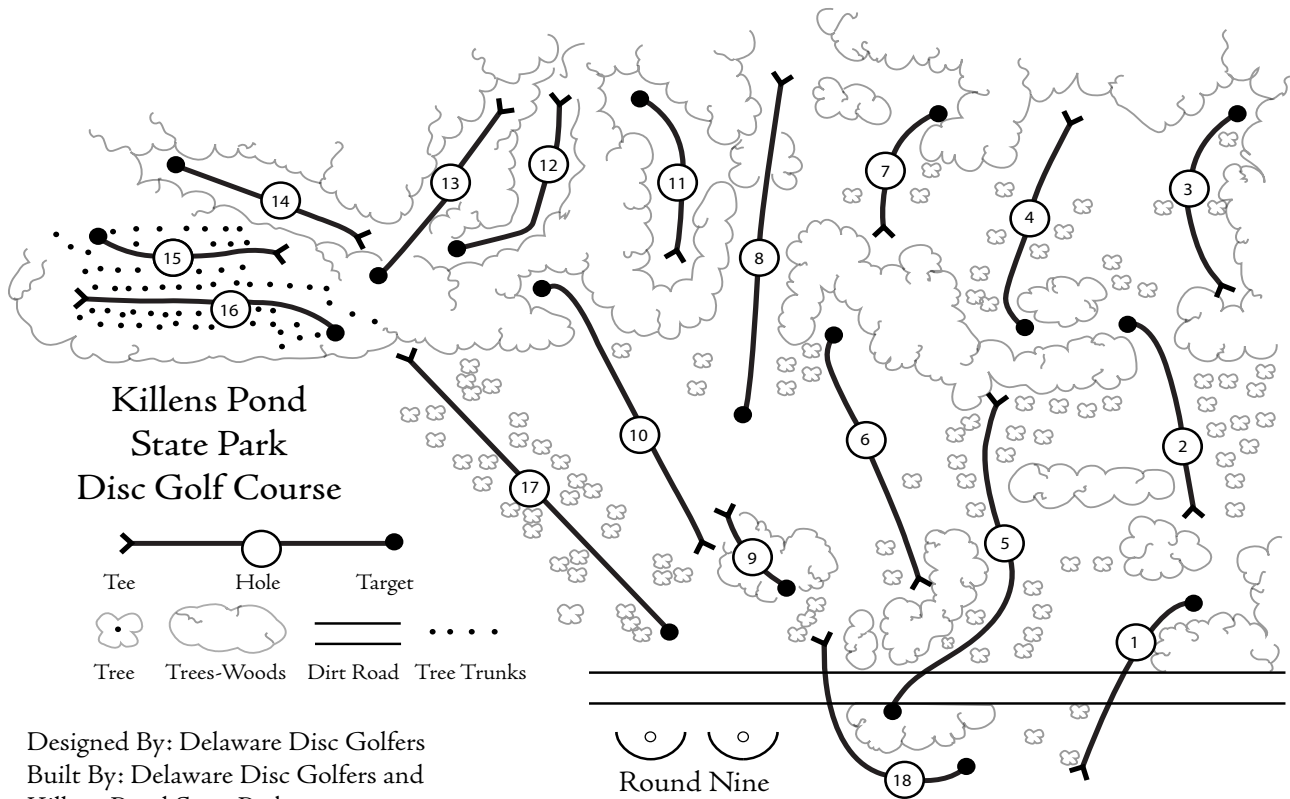 13
12
11
8
7
4
3
14
15
16
Killens Pond
State Park
Disc Golf Course
10
6
2
17
9
5
Tee Hole Target
Tree Trees-Woods Dirt Road Tree Trunks
1
18
Round Nine
Designed By: Delaware Disc Golfers
Built By: Delaware Disc Golfers and